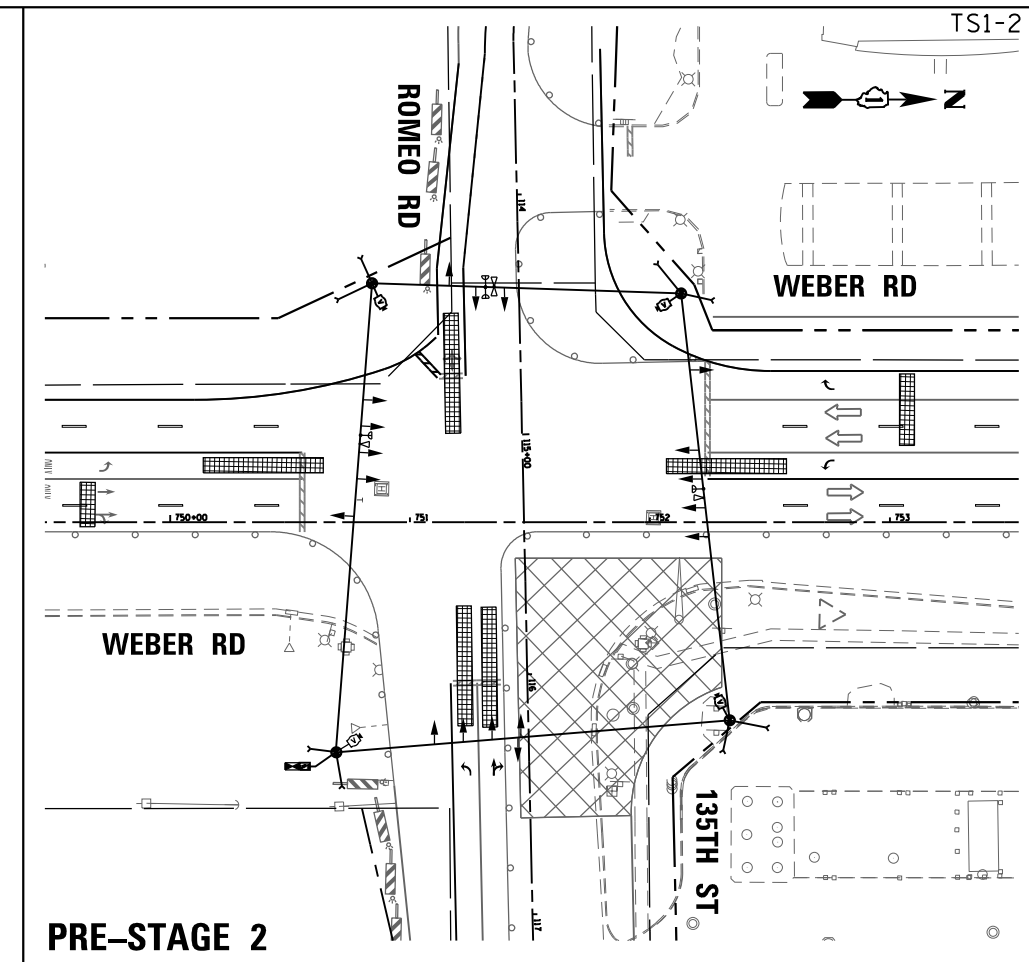 TS1-2
ROMEO RD
N
114
WEBER RD
115+00
750+00
751
752
753
WEBER RD
116
135TH ST
117
PRE-STAGE 2